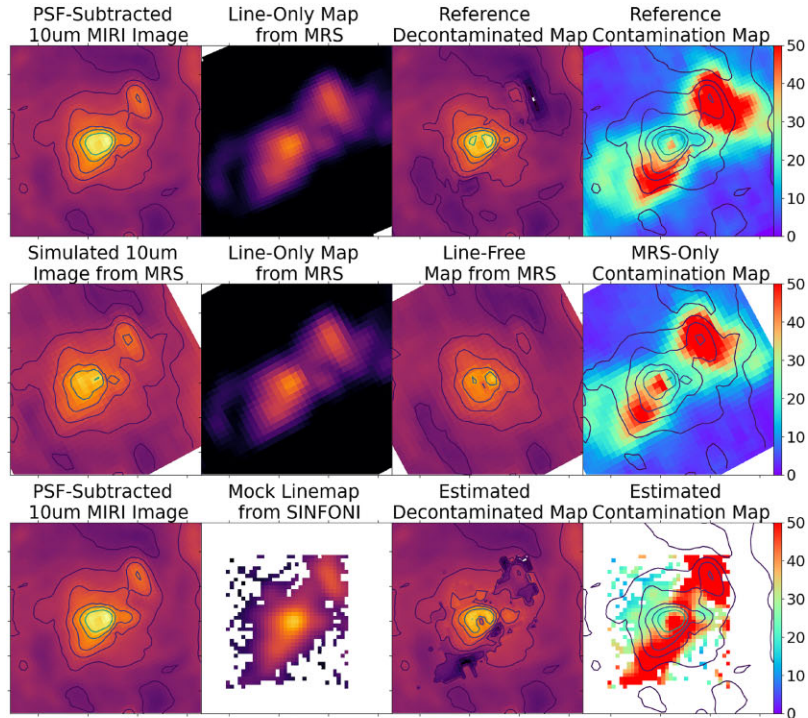 PSF-Subtracted
10um MIRI Image
Line-Only Map
from MRS
Reference
Decontaminated Map
Reference
Contamination Map
50
40
30
20
10
0
Simulated 10um
Image from MRS
Line-Only Map
from MRS
Line-Free
Map from MRS
MRS-Only
Contamination Map
50
40
30
20
10
0
PSF-Subtracted
10um MIRI Image
Mock Linemap
from SINFONI
Estimated
Decontaminated Map
Estimated
Contamination Map
50
40
30
20
10
0